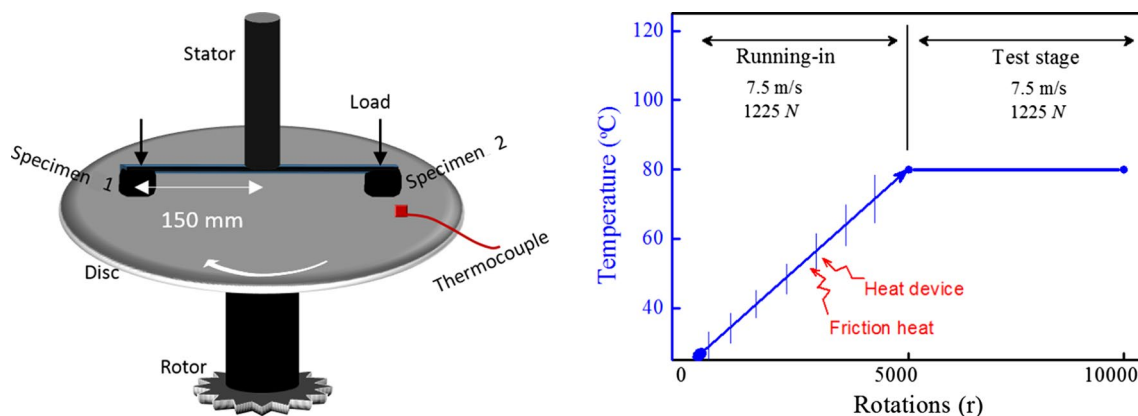 Stator
Load
Specimen 1
Specimen 2
150 mm
Thermocouple
Disc
Rotor
Temperature (°C)
120
100
80
60
40
Running-in
7.5 m/s
1225 N
Test stage
7.5 m/s
1225 N
Heat device
Friction heat
0
5000
10000
Rotations (r)